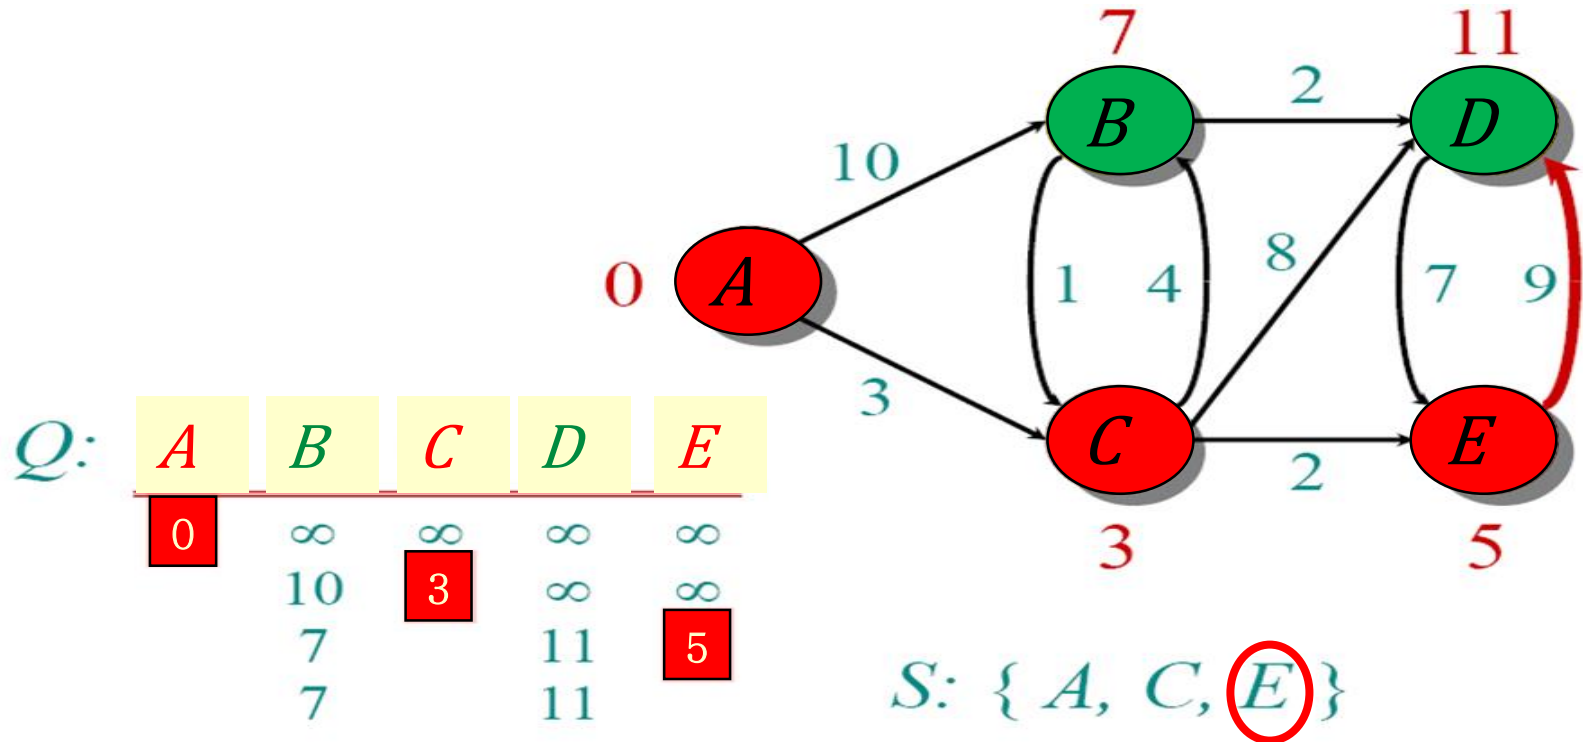 7 11
B 2 D
10
A
0
1 4 8 7 9
3
C 2 E
3 5
Q: A B C D E
0 ∞ ∞ ∞ ∞
10 3 ∞ ∞
7 11 5
7 11
S: { A, C, E }